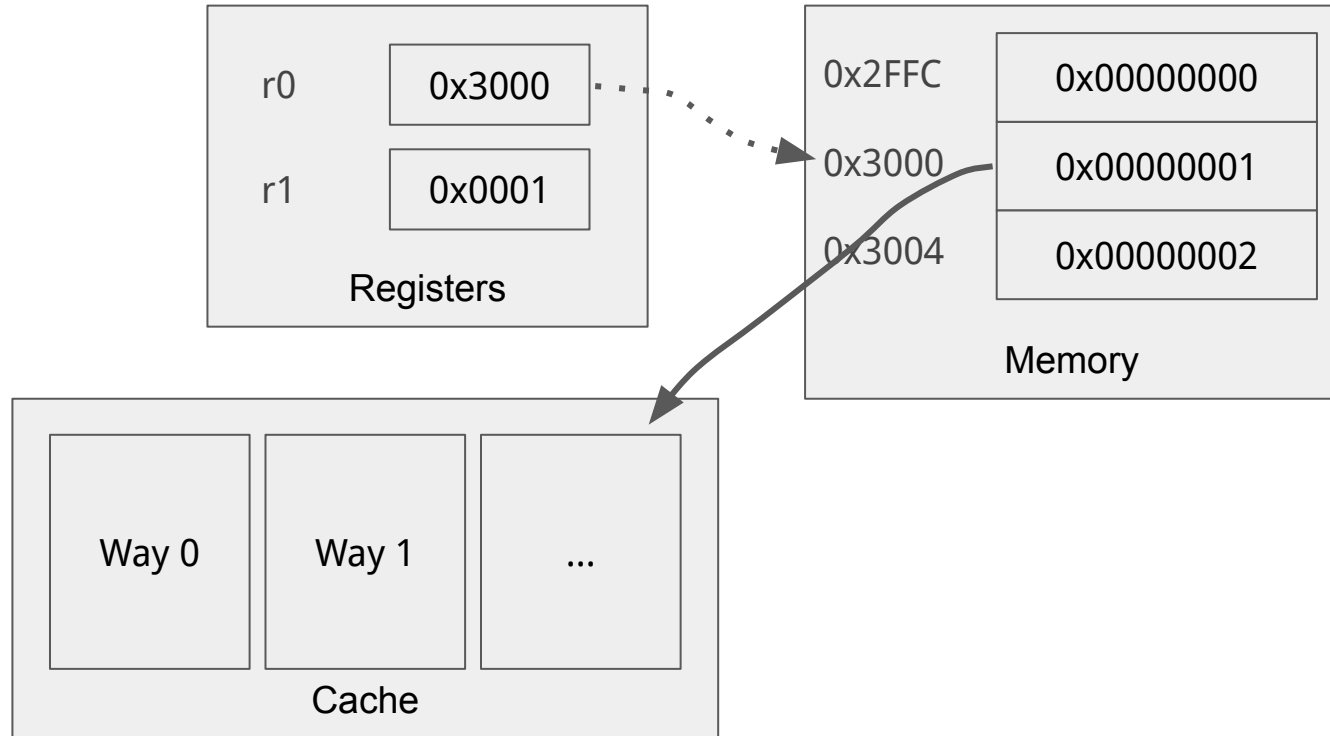 r0 0x3000
r1 0x0001
Registers
0x2FFC 0x00000000
0x3000 0x00000001
0x3004 0x00000002
Memory
Way 0 Way 1 ...
Cache